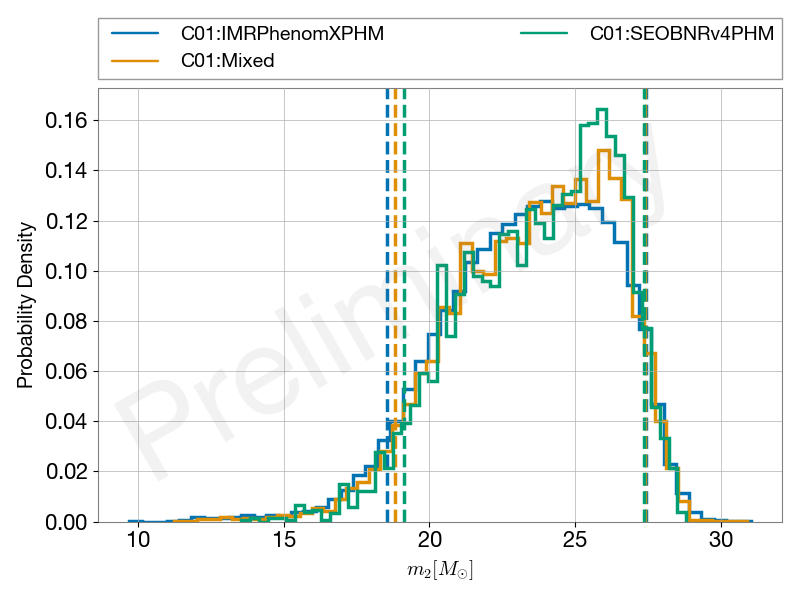 C01:IMRPhenomXPHM
C01:SEOBNRv4PHM
C01:Mixed
Preliminary
Probability Density
0.16
0.14
0.12
0.10
0.08
0.06
0.04
0.02
0.00
10 15 20 25 30
m₂[M⊙]